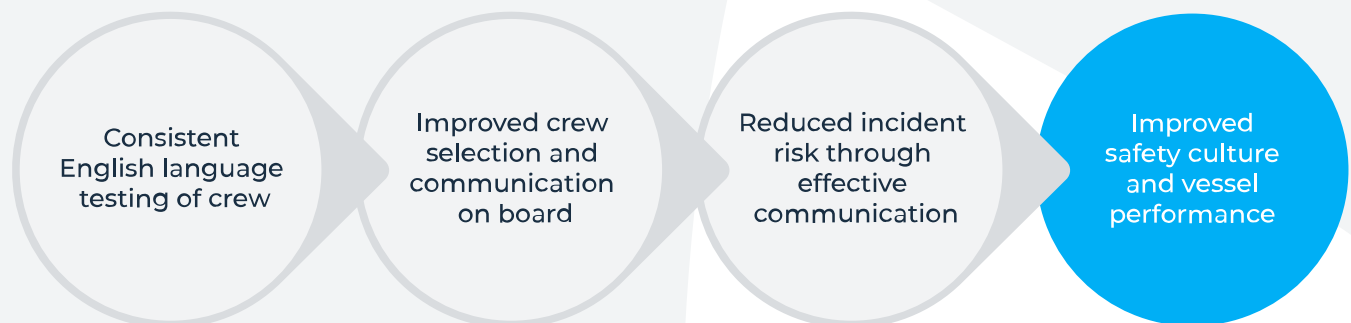 Consistent
English language
testing of crew
Improved crew
selection and
communication
on board
Reduced incident
risk through
effective
communication
Improved
safety culture
and vessel
performance